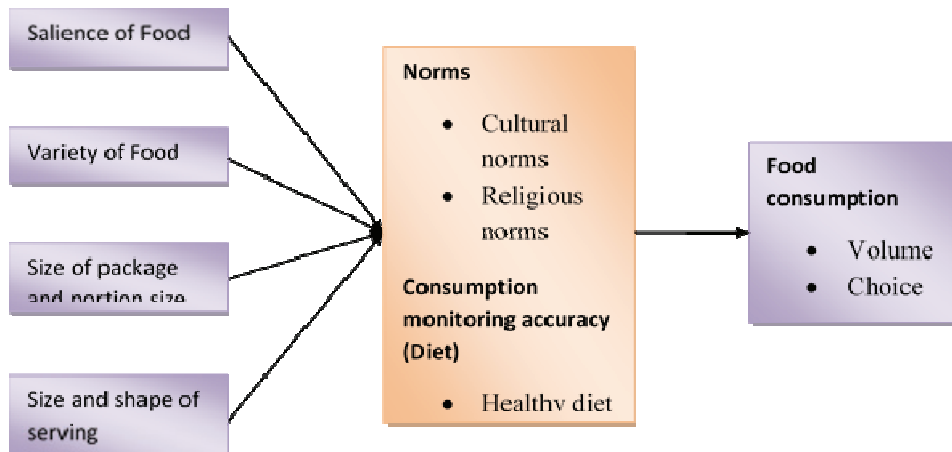 Salience of Food
Variety of Food
Size of package
and portion size
Size and shape of
serving
Norms
• Cultural
norms
• Religious
norms
Consumption
monitoring accuracy
(Diet)
• Healthy diet
Food
consumption
• Volume
• Choice